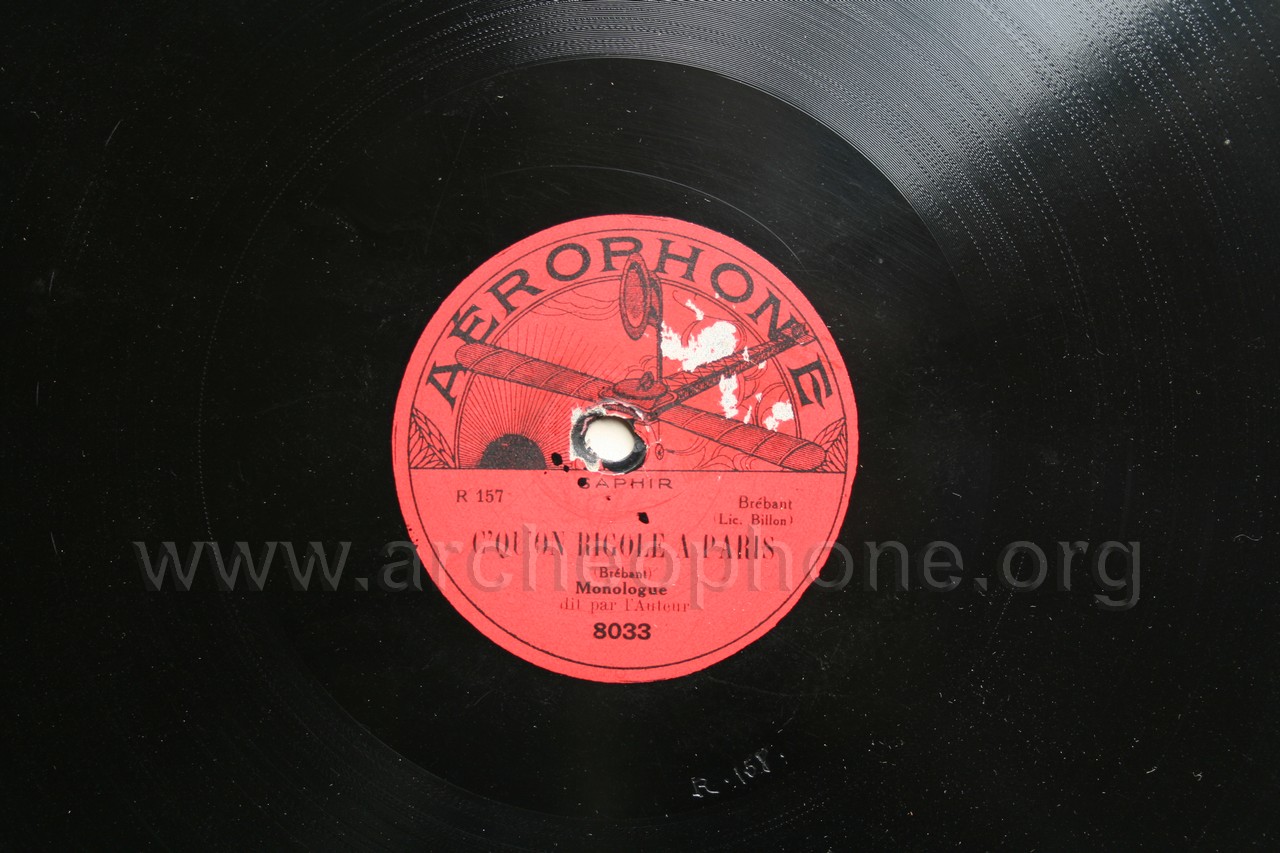 AÉROPHONE
SAPHIR
R 157
Brébant
(Lic. Billon)
C'QU'ON RIGOLE A PARIS
www.archeophone.org
(Brébant)
Monologue
dit par l'Auteur
8033